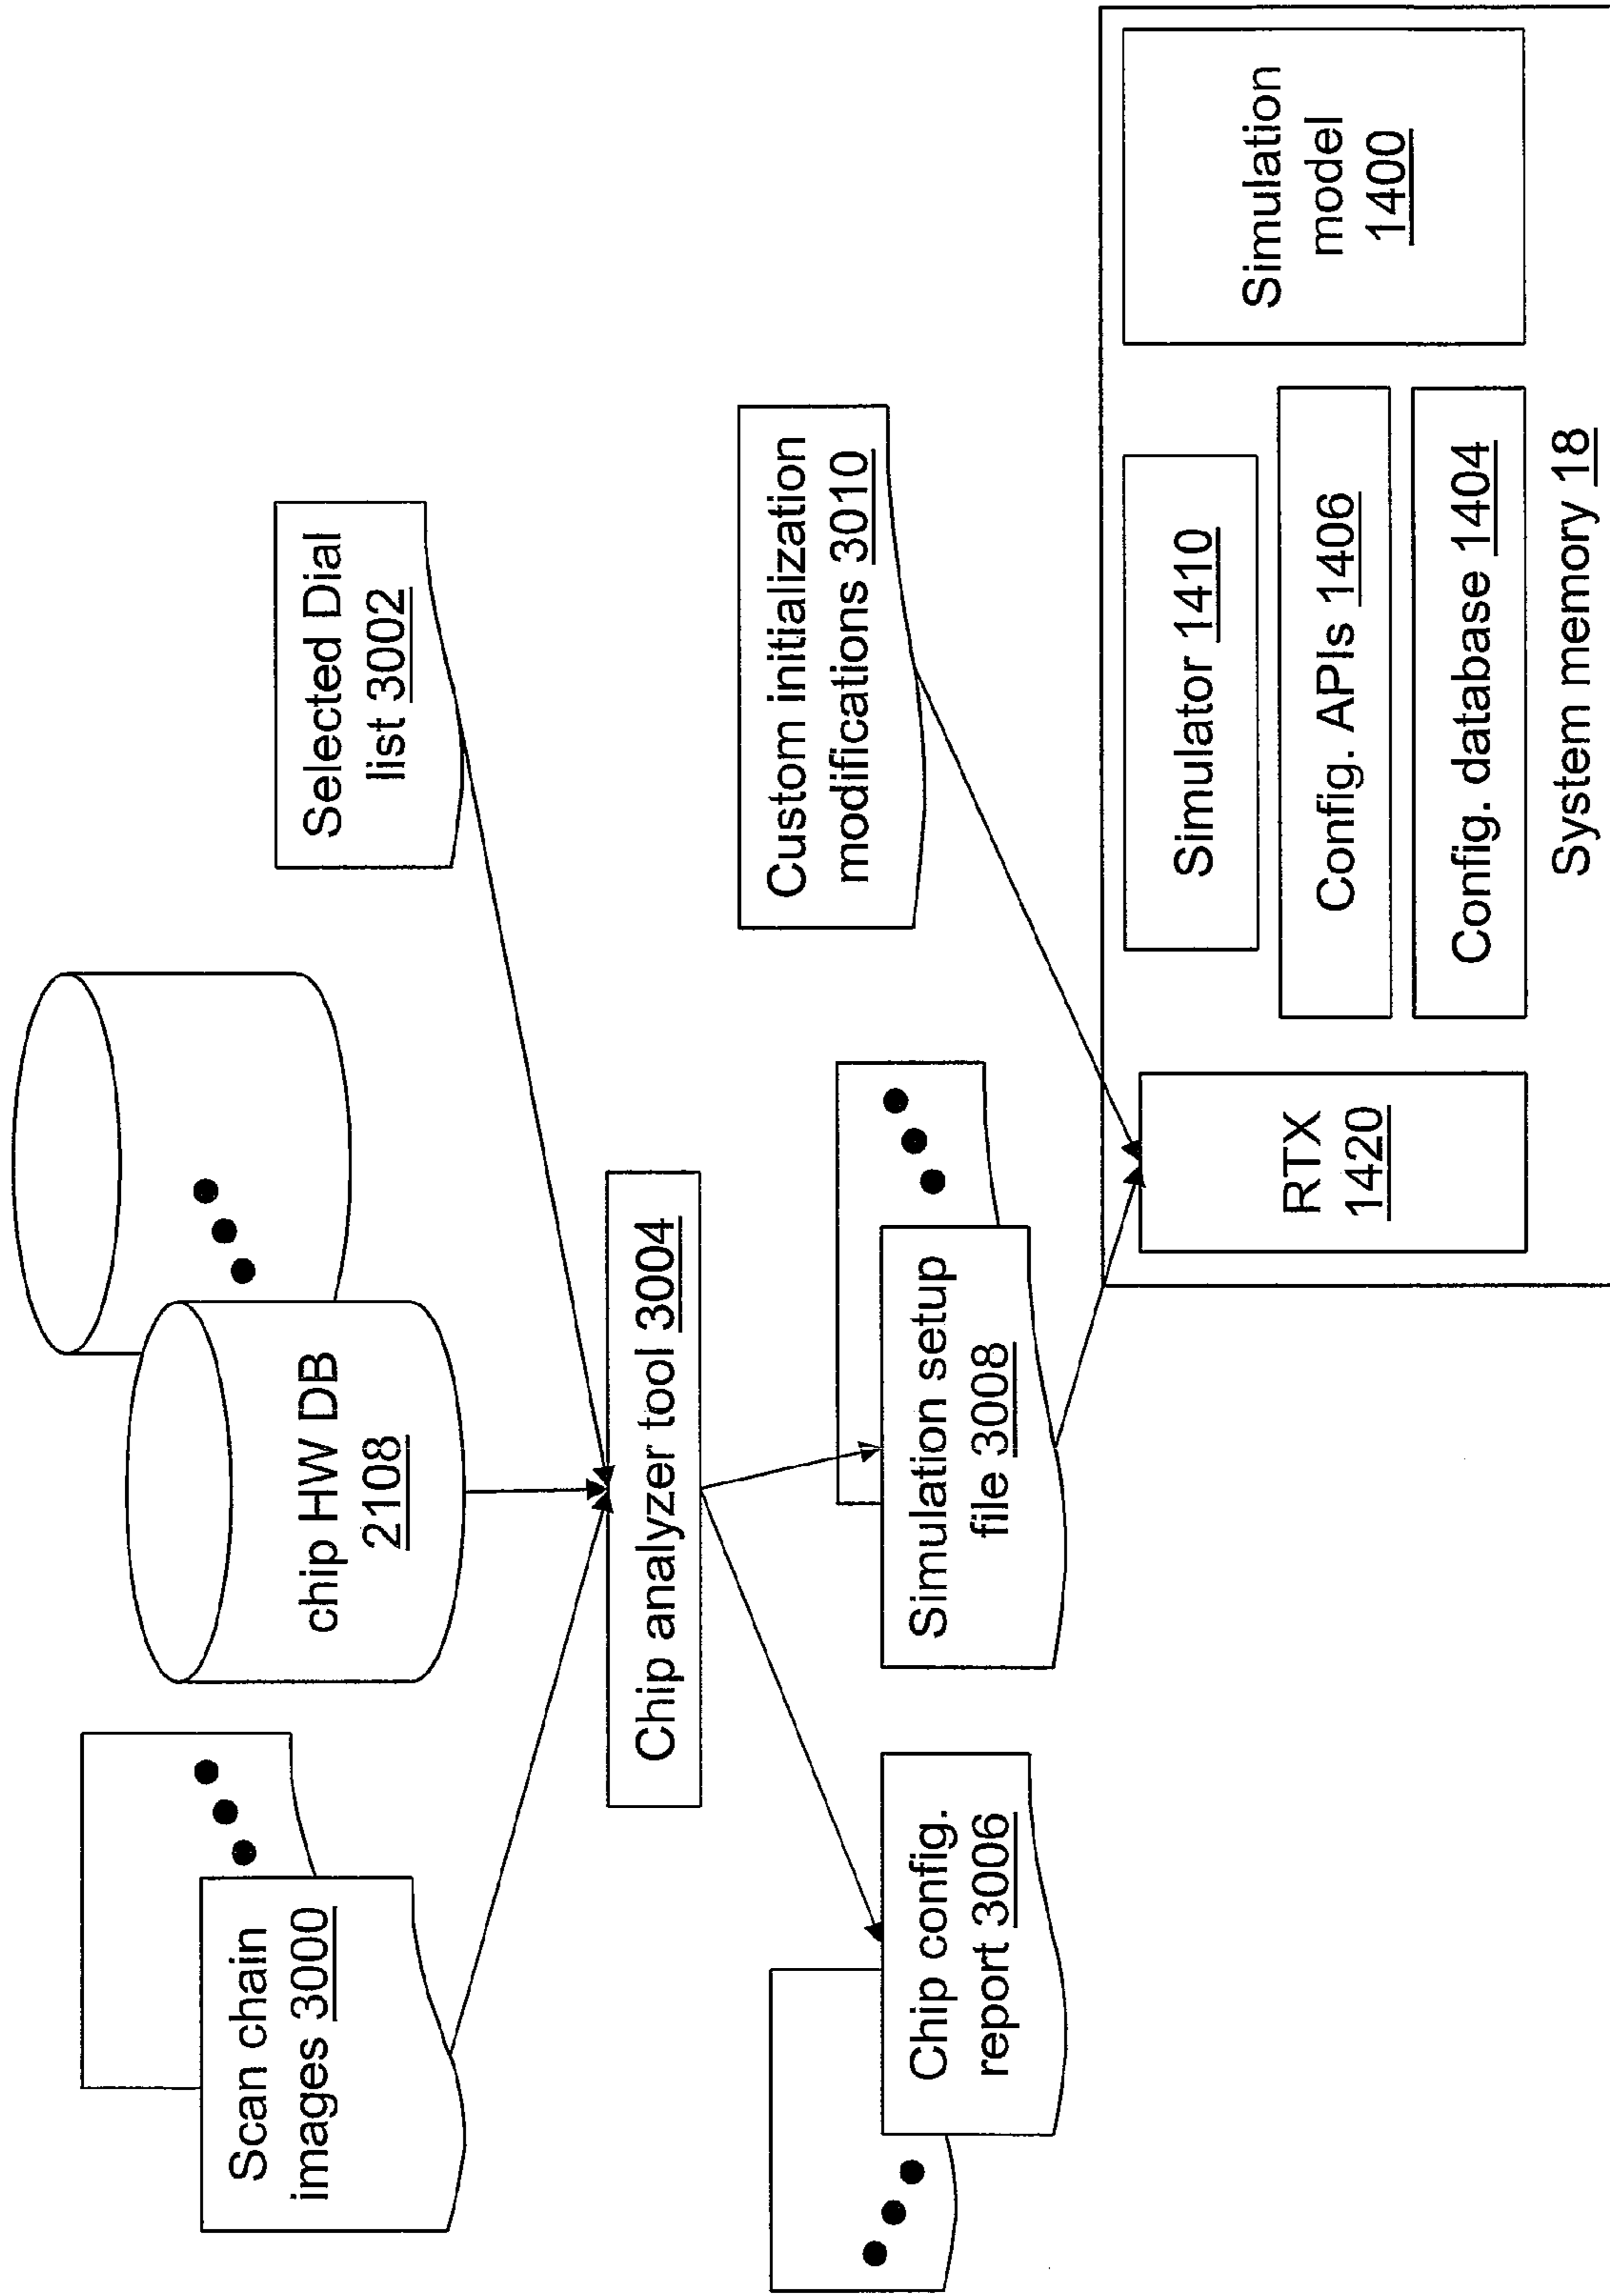 Scan chain
images 3000
chip HW DB
2108
Selected Dial
list 3002
Chip analyzer tool 3004
Chip config.
report 3006
Simulation setup
file 3008
Custom initialization
modifications 3010
RTX
1420
Simulator 1410
Config. APIs 1406
Config. database 1404
Simulation
model
1400
System memory 18